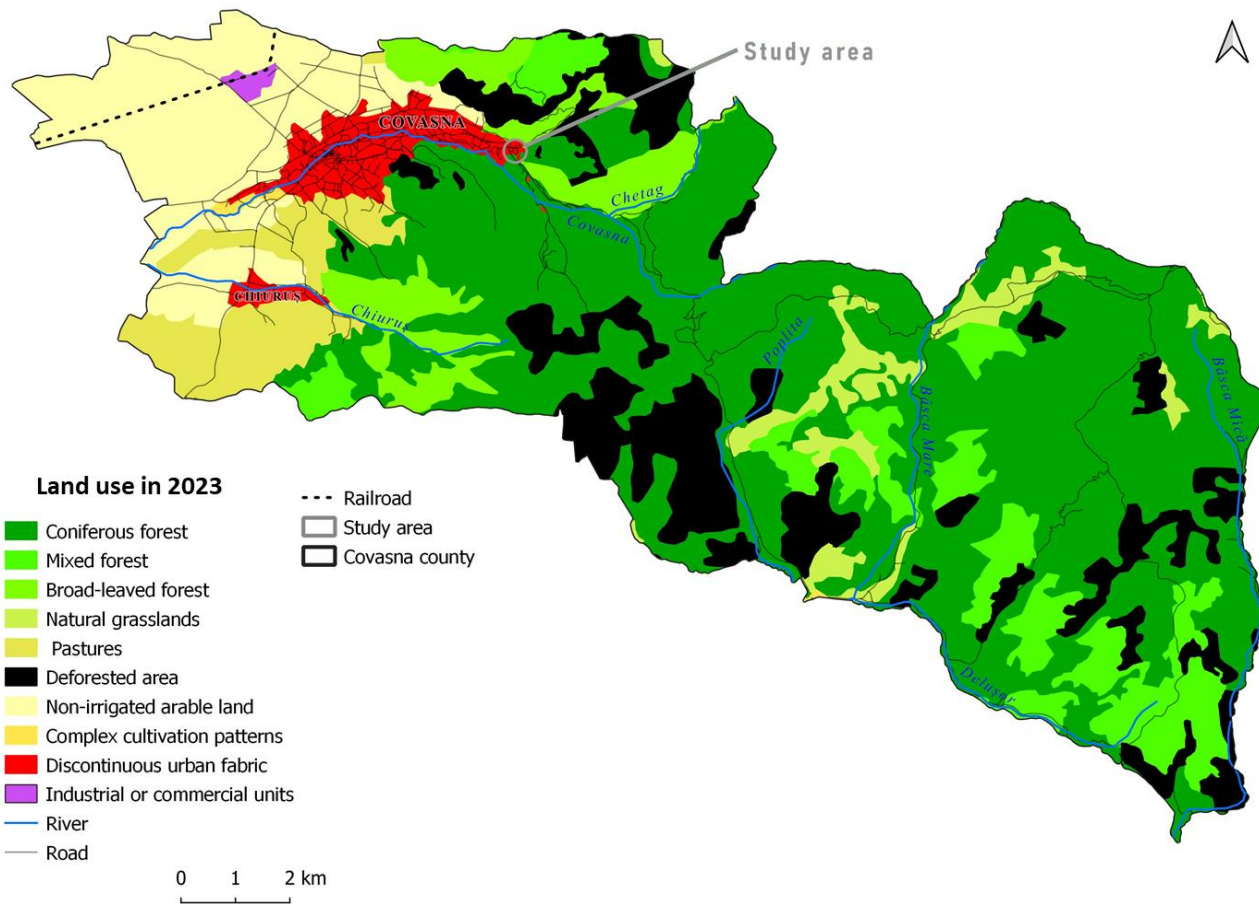 Study area
COVASNA
Chetag
Covasna
CHIURUȘ
Chiurus
Poplita
Bâsca Mare
Bâsca Mică
Delușor
Land use in 2023
Coniferous forest
Mixed forest
Broad-leaved forest
Natural grasslands
Pastures
Deforested area
Non-irrigated arable land
Complex cultivation patterns
Discontinuous urban fabric
Industrial or commercial units
River
Road
Railroad
Study area
Covasna county
0 1 2 km